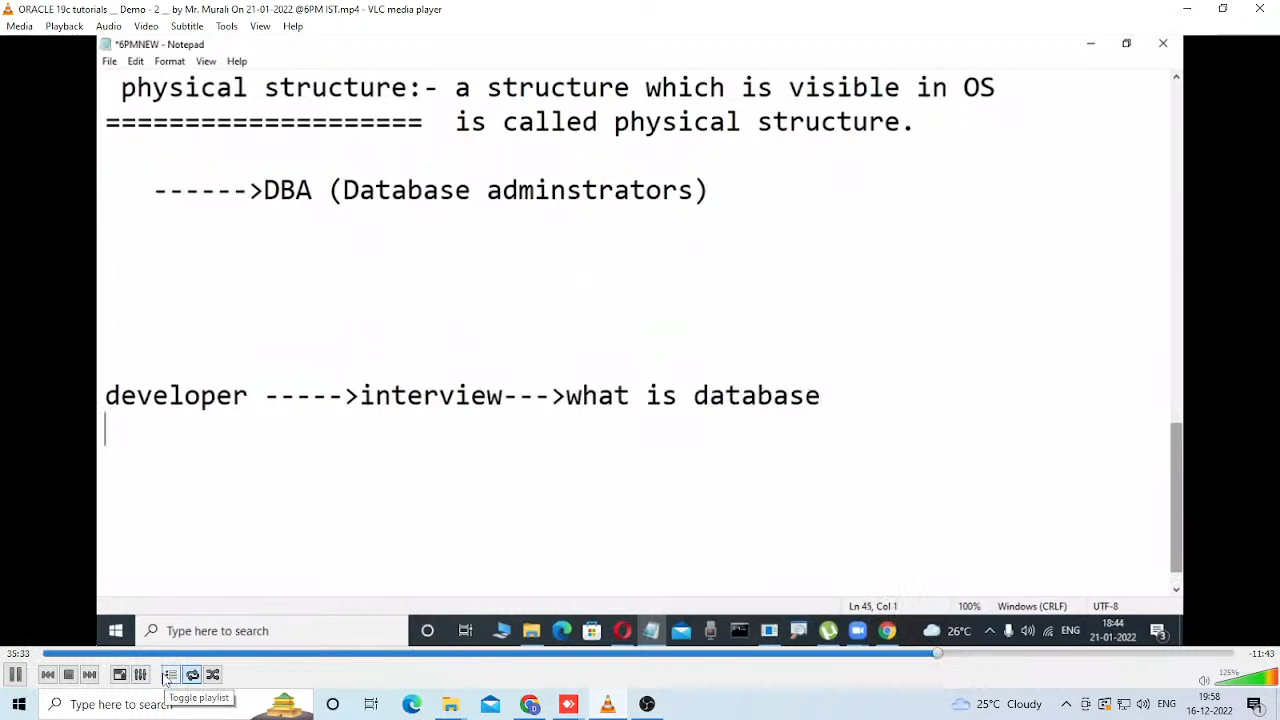 ORACLE 19c tutorials __ Demo - 2 __ by Mr. Murali On 21-01-2022 @6PM IST.mp4 - VLC media player
Media Playback Audio Video Subtitle Tools View Help
*6PMNEW - Notepad
File Edit Format View Help
physical structure:- a structure which is visible in OS
==================== is called physical structure.
------>DBA (Database adminstrators)
developer ----->interview--->what is database
Ln 45, Col 1 100% Windows (CRLF) UTF-8
Type here to search
26°C ENG
18:44
21-01-2022
3
35:33 -11:43
125%
Toggle playlist
Type here to search
25°C Cloudy
ENG
19:58
16-12-2022
1